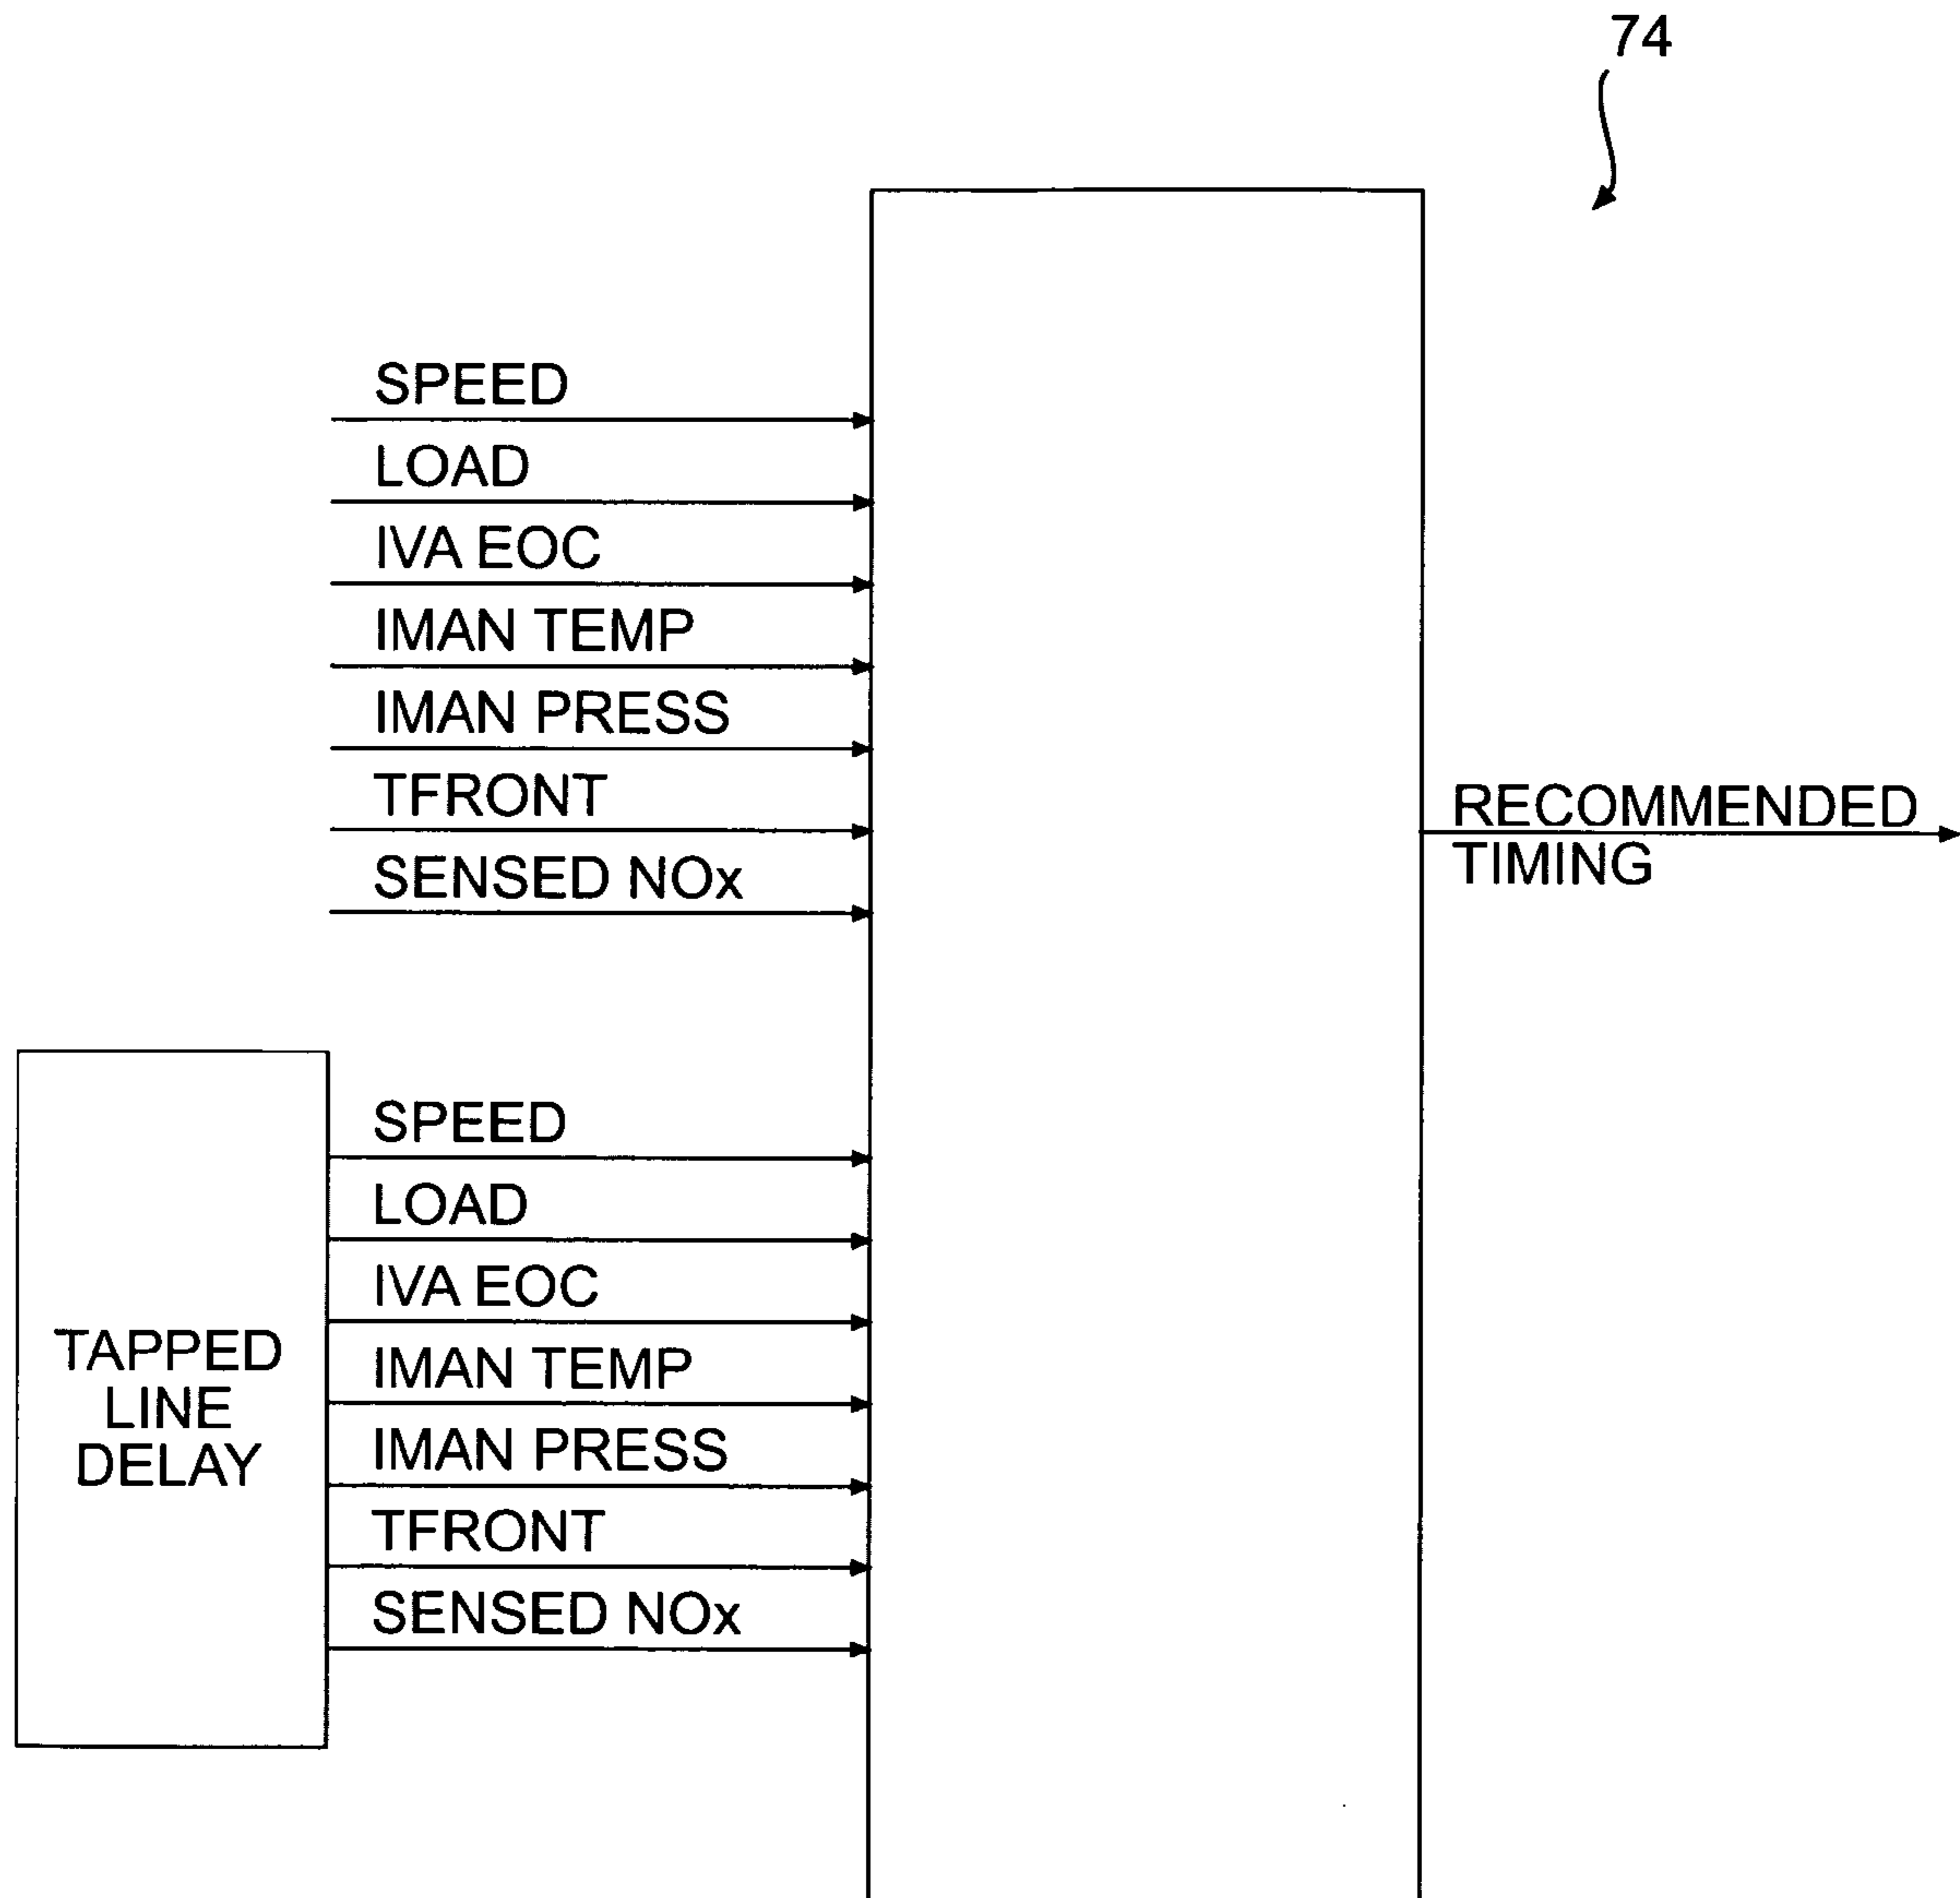 74
SPEED
LOAD
IVA EOC
IMAN TEMP
IMAN PRESS
TFRONT
SENSED NOx
RECOMMENDED
TIMING
TAPPED
LINE
DELAY
SPEED
LOAD
IVA EOC
IMAN TEMP
IMAN PRESS
TFRONT
SENSED NOx